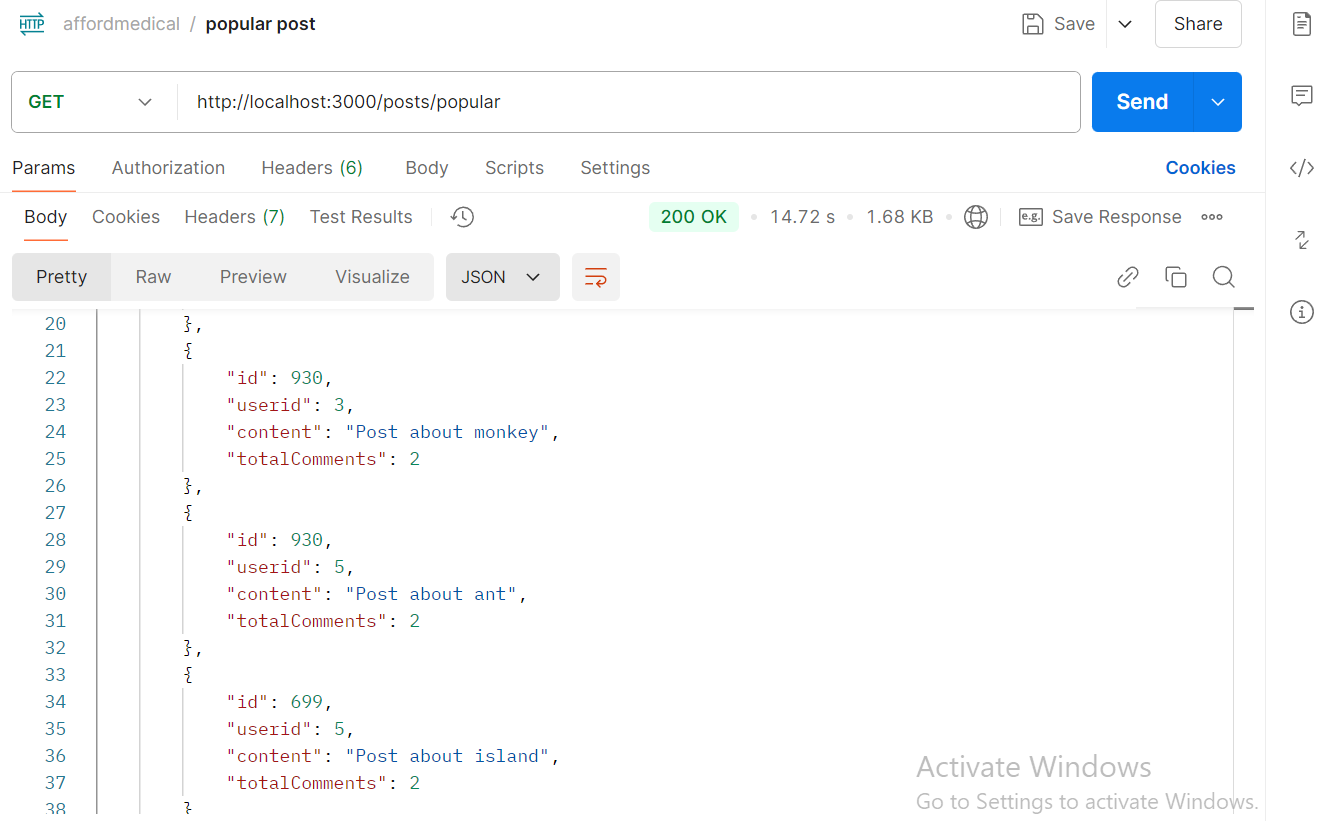 HTTP affordmedical / popular post Save Share
GET http://localhost:3000/posts/popular Send
Params Authorization Headers (6) Body Scripts Settings Cookies
Body Cookies Headers (7) Test Results 200 OK • 14.72 s • 1.68 KB • e.g. Save Response
Pretty Raw Preview Visualize JSON
20 },
21 {
22 "id": 930,
23 "userid": 3,
24 "content": "Post about monkey",
25 "totalComments": 2
26 },
27 {
28 "id": 930,
29 "userid": 5,
30 "content": "Post about ant",
31 "totalComments": 2
32 },
33 {
34 "id": 699,
35 "userid": 5,
36 "content": "Post about island",
37 "totalComments": 2
38 }
Activate Windows
Go to Settings to activate Windows.